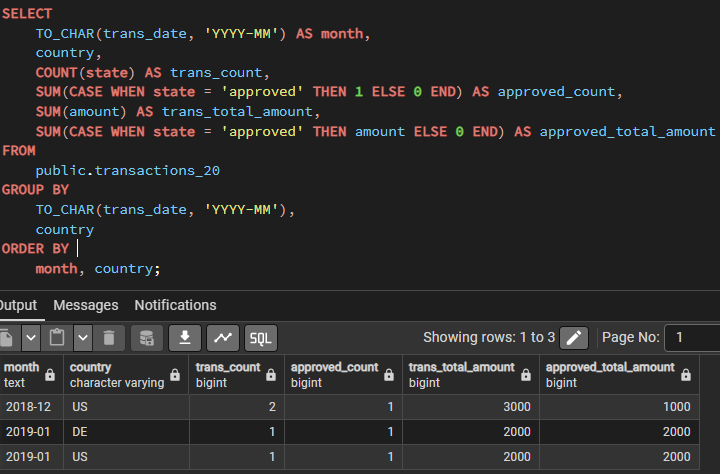 SELECT
TO_CHAR(trans_date, 'YYYY-MM') AS month,
country,
COUNT(state) AS trans_count,
SUM(CASE WHEN state = 'approved' THEN 1 ELSE 0 END) AS approved_count,
SUM(amount) AS trans_total_amount,
SUM(CASE WHEN state = 'approved' THEN amount ELSE 0 END) AS approved_total_amount
FROM
public.transactions_20
GROUP BY
TO_CHAR(trans_date, 'YYYY-MM'),
country
ORDER BY
month, country;
Output Messages Notifications
SQL Showing rows: 1 to 3 Page No: 1
month country trans_count approved_count trans_total_amount approved_total_amount
text character varying bigint bigint bigint bigint
2018-12 US 2 1 3000 1000
2019-01 DE 1 1 2000 2000
2019-01 US 1 1 2000 2000